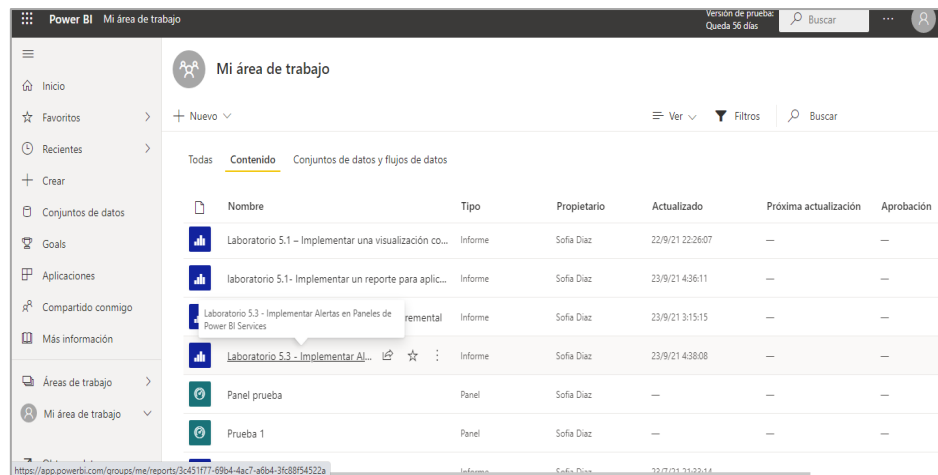 Power BI Mi área de trabajo
Versión de prueba:
Queda 56 días
Buscar
Mi área de trabajo
Inicio
Favoritos
Recientes
Crear
Conjuntos de datos
Goals
Aplicaciones
Compartido conmigo
Más información
Áreas de trabajo
Mi área de trabajo
Nuevo
Ver
Filtros
Buscar
Todas Contenido Conjuntos de datos y flujos de datos
Nombre Tipo Propietario Actualizado Próxima actualización Aprobación
Laboratorio 5.1 – Implementar una visualización co... Informe Sofia Diaz 22/9/21 22:26:07 — —
laboratorio 5.1- Implementar un reporte para aplic... Informe Sofia Diaz 23/9/21 4:36:11 — —
Laboratorio 5.3 - Implementar Alertas en Paneles de
Power BI Services
remental Informe Sofia Diaz 23/9/21 3:15:15 — —
Laboratorio 5.3 - Implementar Al... Informe Sofia Diaz 23/9/21 4:38:08 — —
Panel prueba Panel Sofia Diaz — — —
Prueba 1 Panel Sofia Diaz — — —
https://app.powerbi.com/groups/me/reports/3c451f77-69b4-4ac7-a6b4-3fc88f54522a